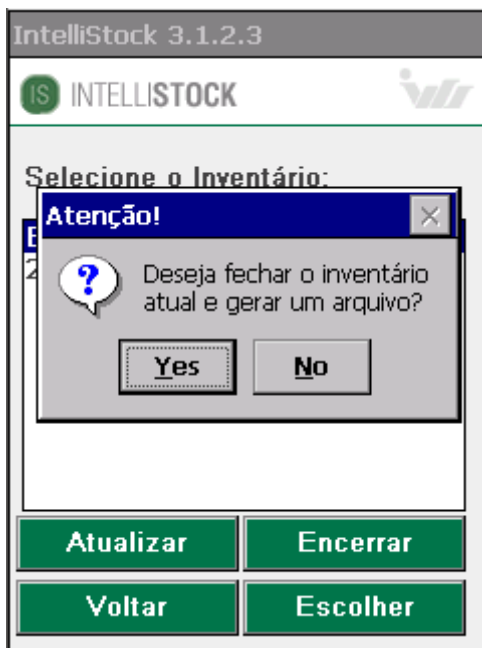 IntelliStock 3.1.2.3
IS INTELLISTOCK
Selecione o Inventário:
Atenção!
Deseja fechar o inventário
atual e gerar um arquivo?
Yes No
Atualizar Encerrar
Voltar Escolher